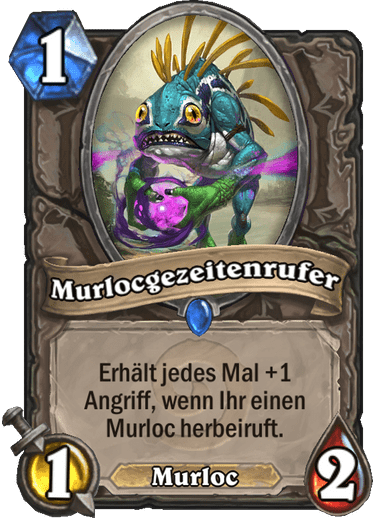 1
Murlocgezeitenrufer
Erhält jedes Mal +1
Angriff, wenn Ihr einen
Murloc herbeiruft.
1
Murloc
2